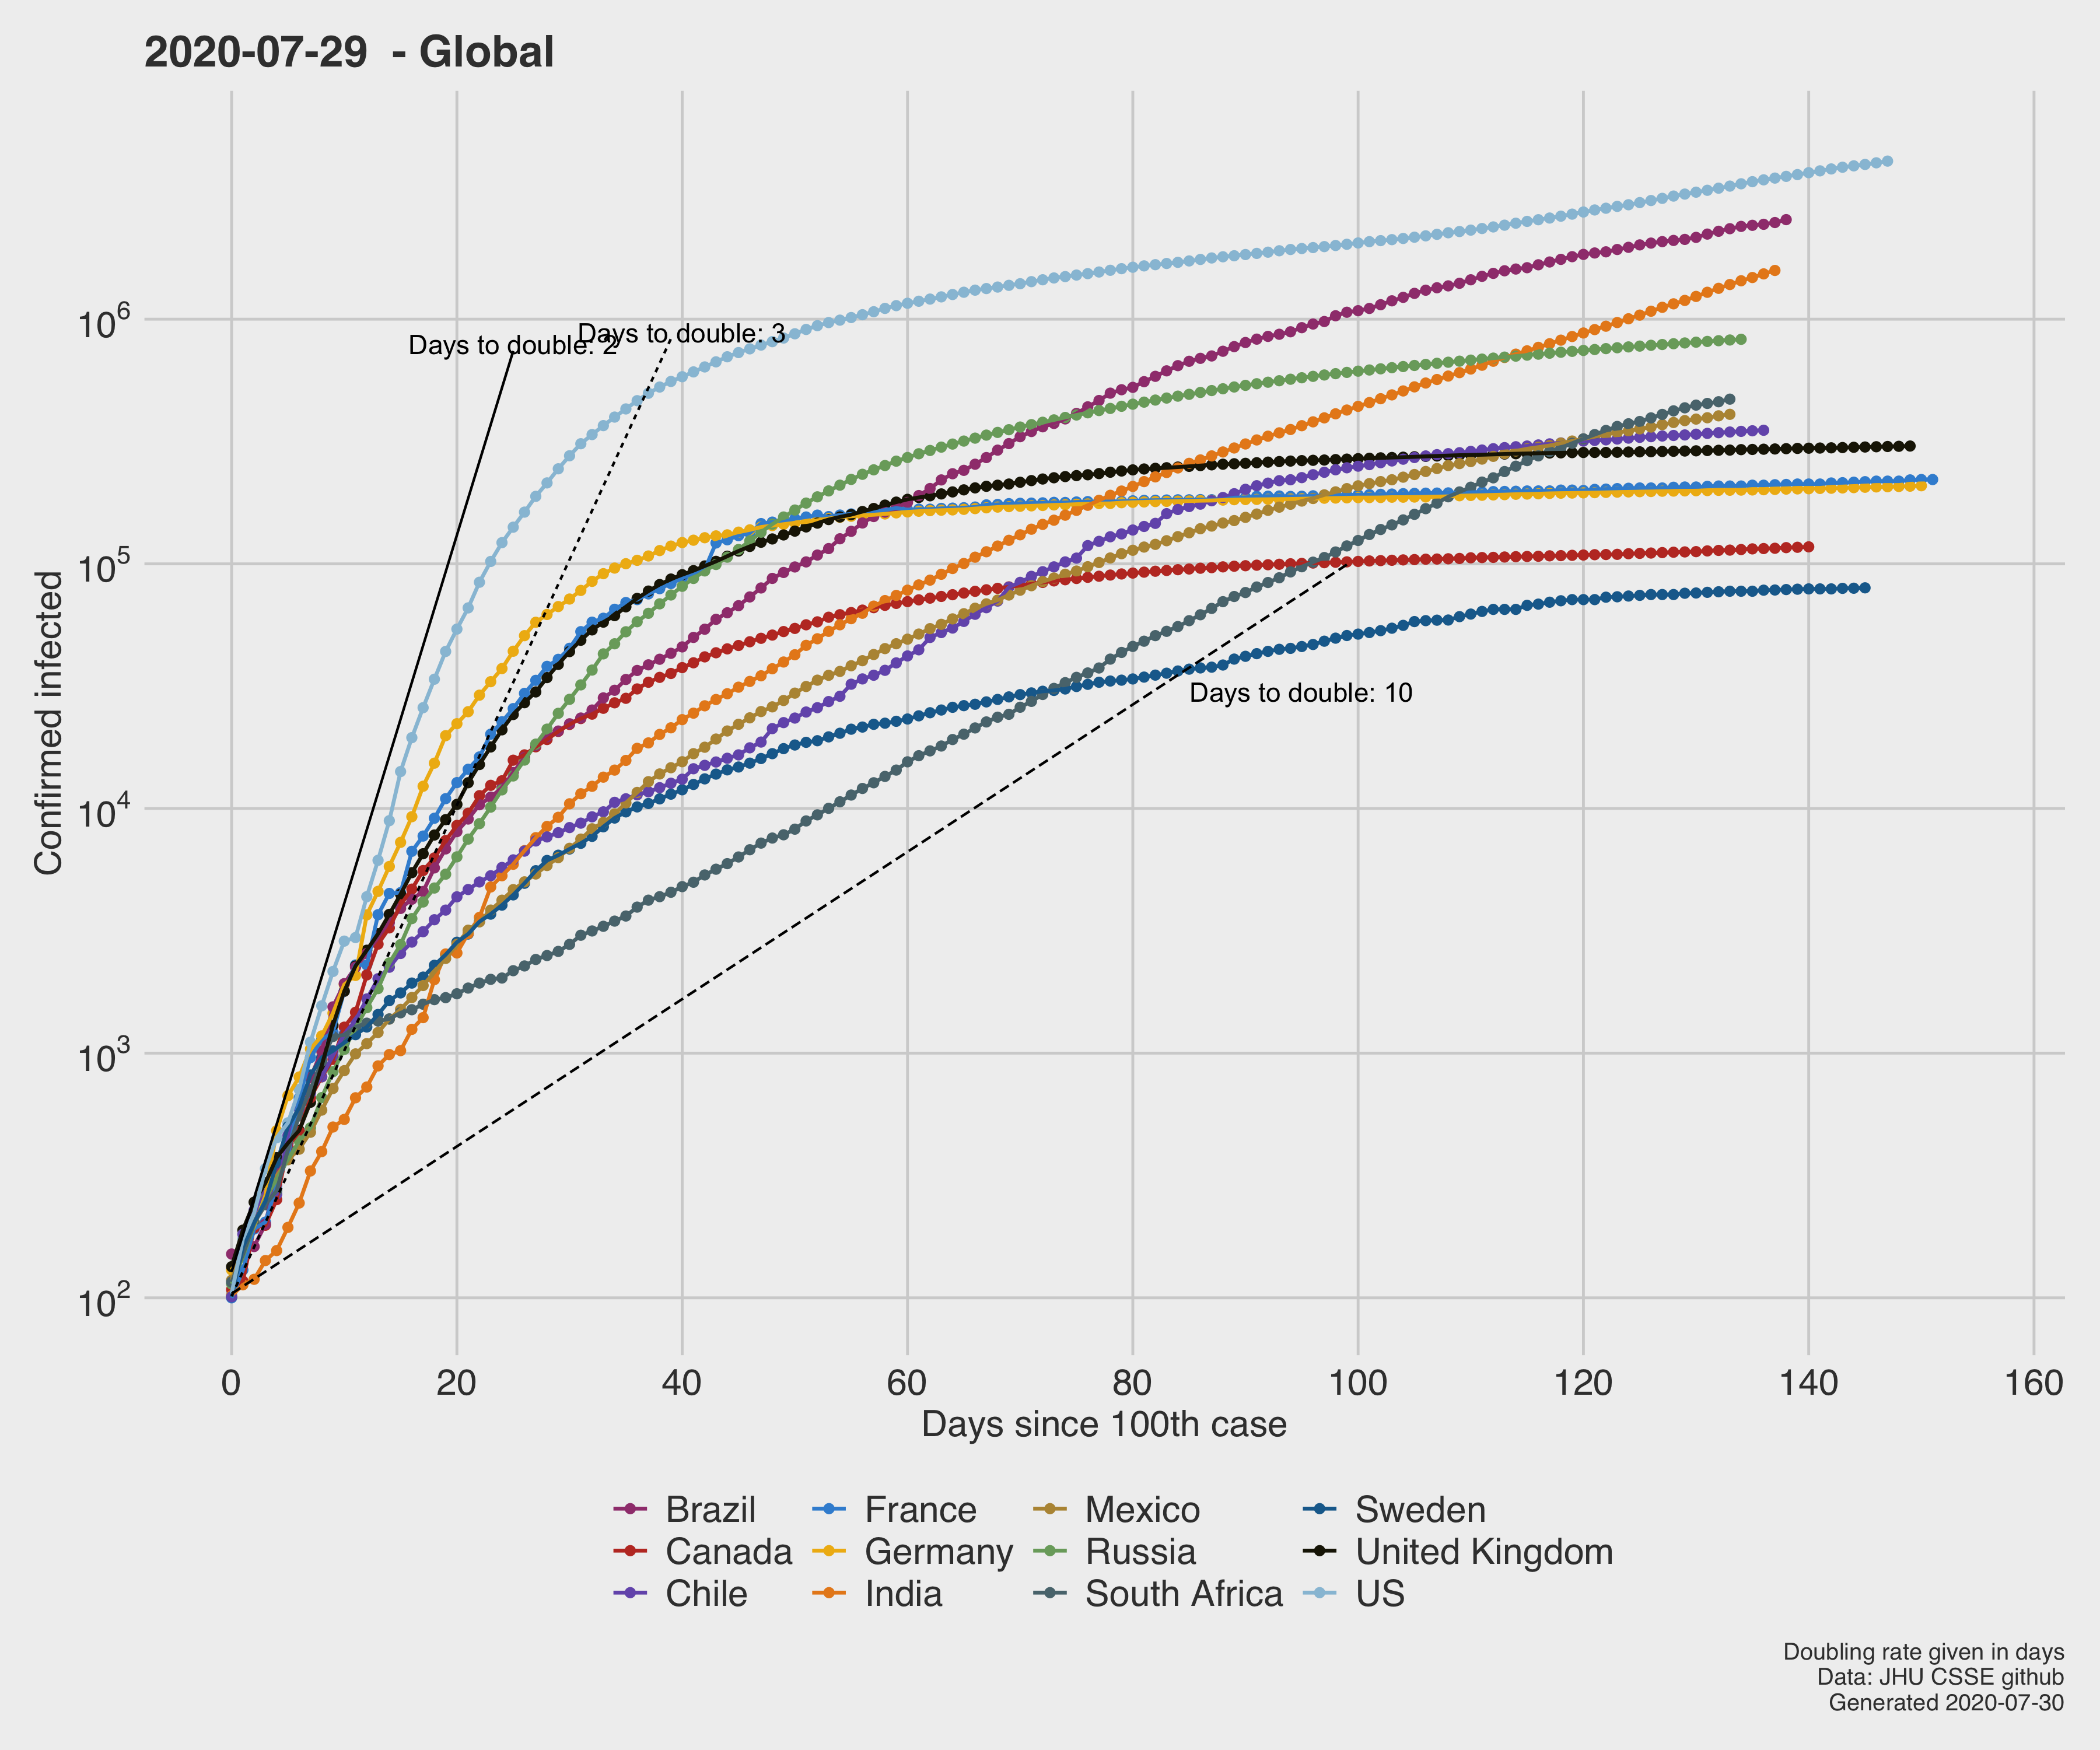 2020-07-29 - Global
Confirmed infected
10^6
10^5
10^4
10^3
10^2
Days to double: 2
Days to double: 3
Days to double: 10
0 20 40 60 80 100 120 140 160
Days since 100th case
Brazil France Mexico Sweden
Canada Germany Russia United Kingdom
Chile India South Africa US
Doubling rate given in days
Data: JHU CSSE github
Generated 2020-07-30